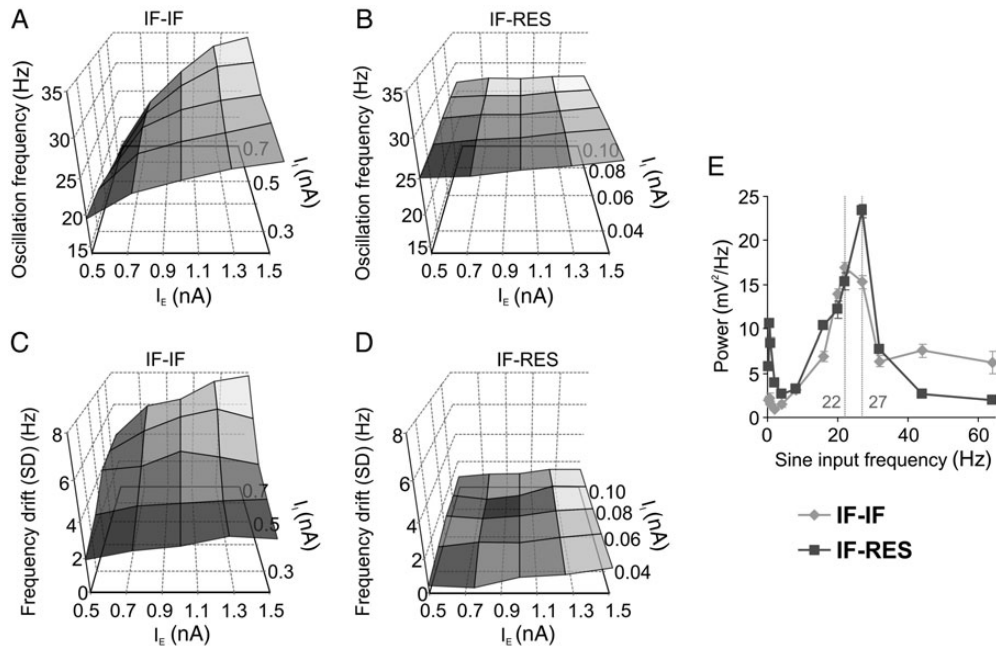 A
IF-IF
Oscillation frequency (Hz)
35
30
25
20
15
0.5 0.7 0.9 1.1 1.3 1.5
I_E (nA)
0.7
0.5
0.3
I_I (nA)
B
IF-RES
Oscillation frequency (Hz)
35
30
25
20
15
0.5 0.7 0.9 1.1 1.3 1.5
I_E (nA)
0.10
0.08
0.06
0.04
I_I (nA)
C
IF-IF
Frequency drift (SD) (Hz)
8
6
4
2
0
0.5 0.7 0.9 1.1 1.3 1.5
I_E (nA)
0.7
0.5
0.3
I_I (nA)
D
IF-RES
Frequency drift (SD) (Hz)
8
6
4
2
0
0.5 0.7 0.9 1.1 1.3 1.5
I_E (nA)
0.10
0.08
0.06
0.04
I_I (nA)
E
Power (mV²/Hz)
25
20
15
10
5
0
22 27
0 20 40 60
Sine input frequency (Hz)
IF-IF
IF-RES